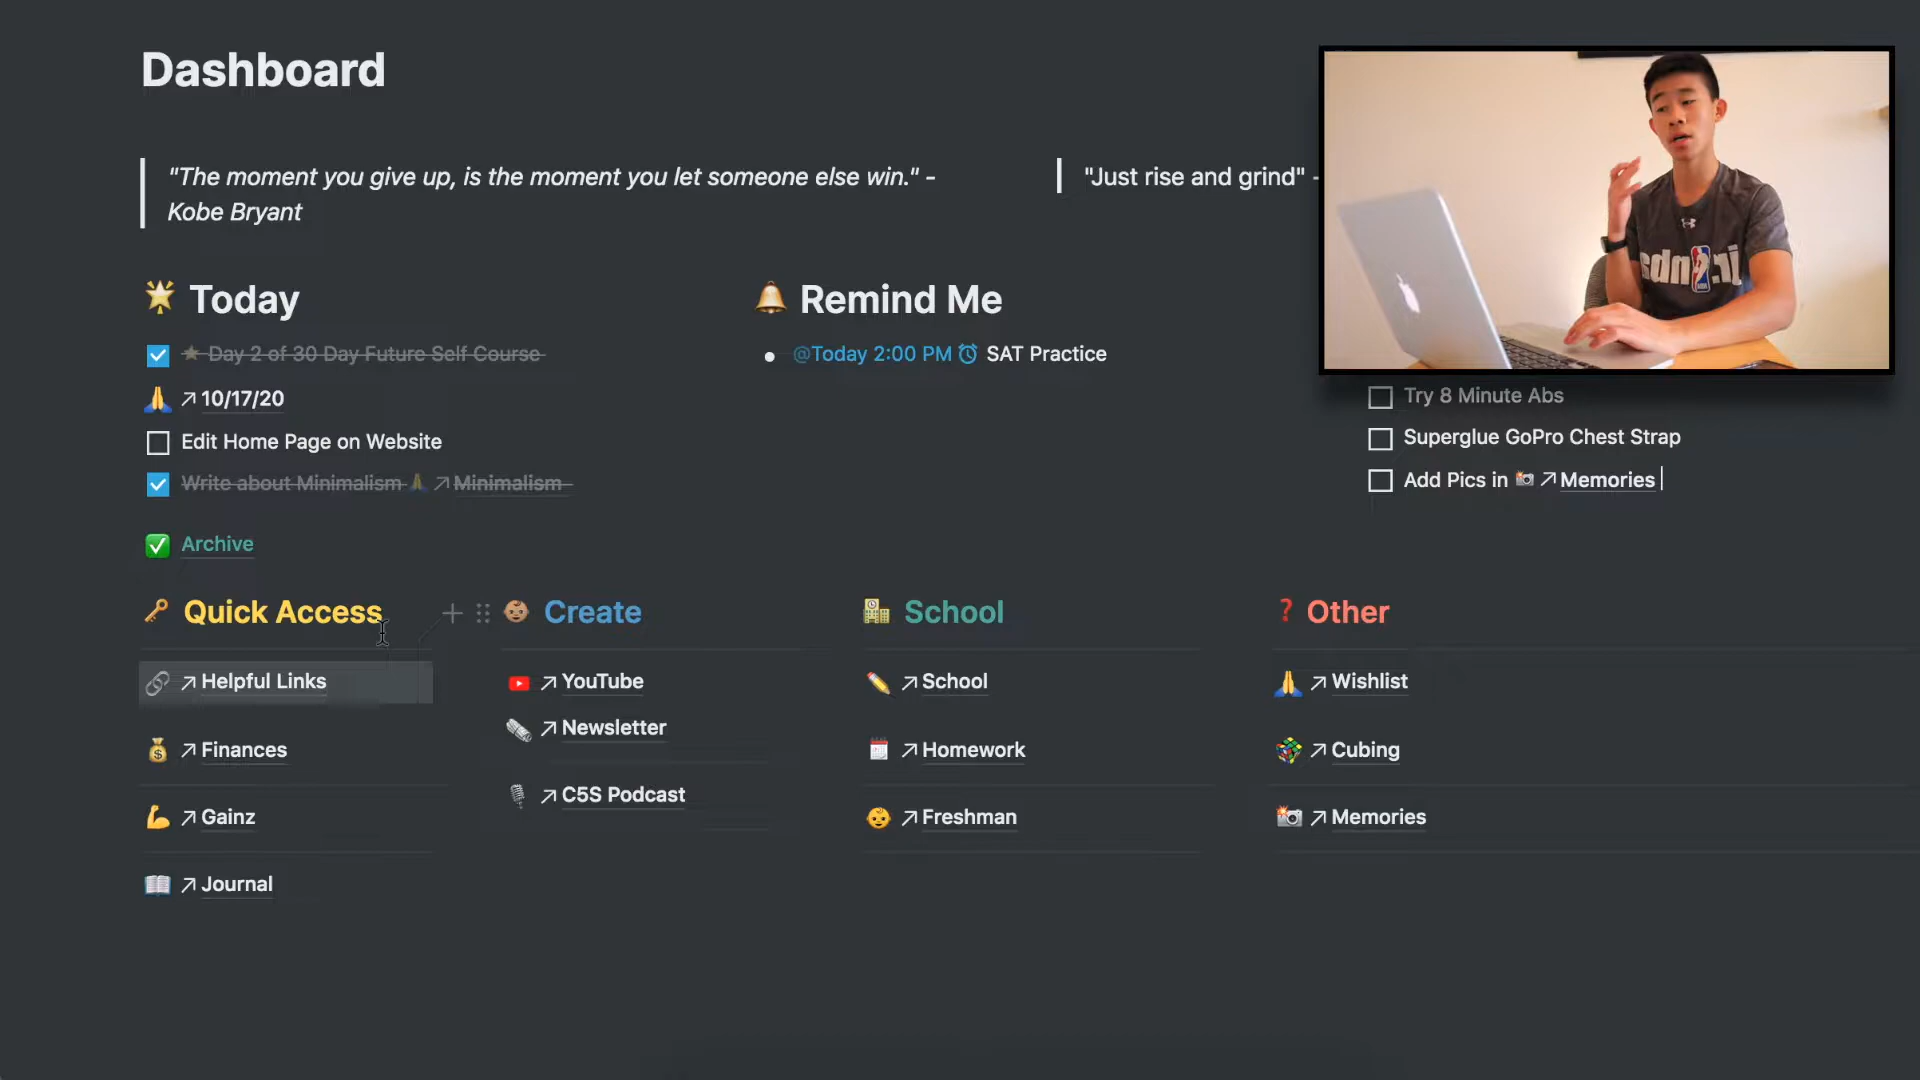 Dashboard
"The moment you give up, is the moment you let someone else win." -
Kobe Bryant
"Just rise and grind" -
Today
Day 2 of 30 Day Future Self Course
10/17/20
Edit Home Page on Website
Write about Minimalism Minimalism
Archive
Remind Me
@Today 2:00 PM SAT Practice
Try 8 Minute Abs
Superglue GoPro Chest Strap
Add Pics in Memories
Quick Access
Helpful Links
Finances
Gainz
Journal
Create
YouTube
Newsletter
C5S Podcast
School
School
Homework
Freshman
Other
Wishlist
Cubing
Memories